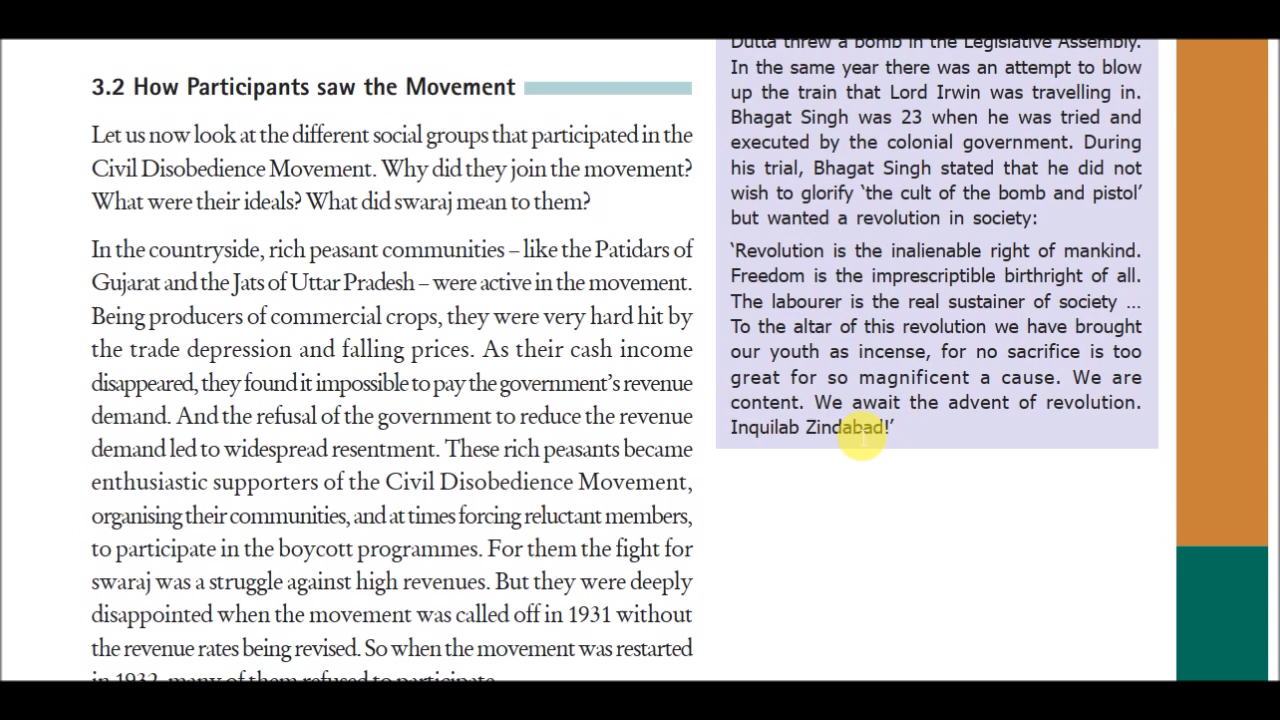 3.2 How Participants saw the Movement
Let us now look at the different social groups that participated in the
Civil Disobedience Movement. Why did they join the movement?
What were their ideals? What did swaraj mean to them?
In the countryside, rich peasant communities – like the Patidars of
Gujarat and the Jats of Uttar Pradesh – were active in the movement.
Being producers of commercial crops, they were very hard hit by
the trade depression and falling prices. As their cash income
disappeared, they found it impossible to pay the government's revenue
demand. And the refusal of the government to reduce the revenue
demand led to widespread resentment. These rich peasants became
enthusiastic supporters of the Civil Disobedience Movement,
organising their communities, and at times forcing reluctant members,
to participate in the boycott programmes. For them the fight for
swaraj was a struggle against high revenues. But they were deeply
disappointed when the movement was called off in 1931 without
the revenue rates being revised. So when the movement was restarted
in 1932, many of them refused to participate.
Dutta threw a bomb in the Legislative Assembly.
In the same year there was an attempt to blow
up the train that Lord Irwin was travelling in.
Bhagat Singh was 23 when he was tried and
executed by the colonial government. During
his trial, Bhagat Singh stated that he did not
wish to glorify 'the cult of the bomb and pistol'
but wanted a revolution in society:
'Revolution is the inalienable right of mankind.
Freedom is the imprescriptible birthright of all.
The labourer is the real sustainer of society ...
To the altar of this revolution we have brought
our youth as incense, for no sacrifice is too
great for so magnificent a cause. We are
content. We await the advent of revolution.
Inquilab Zindabad!'